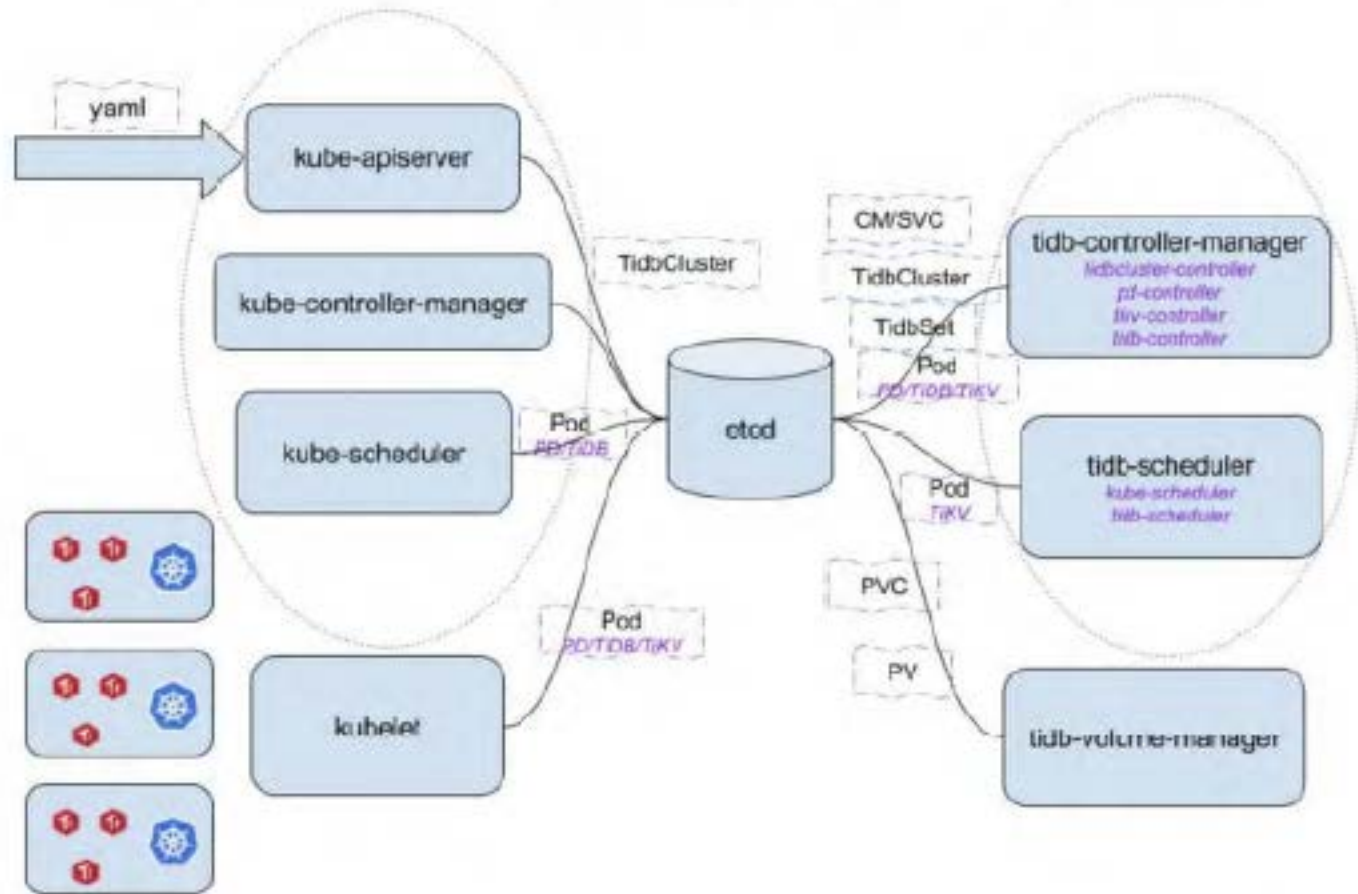 yaml
kube-apiserver
kube-controller-manager
kube-scheduler
kubelet
TidbCluster
Pod
PD/TiDB
Pod
PD/TiDB/TiKV
etcd
CM/SVC
TidbCluster
TidbSet
Pod
PD/TiDB/TiKV
Pod
TiKV
PVC
PV
tidb-controller-manager
tidbcluster-controller
pd-controller
tikv-controller
tidb-controller
tidb-scheduler
kube-scheduler
tidb-scheduler
tidb-volume-manager